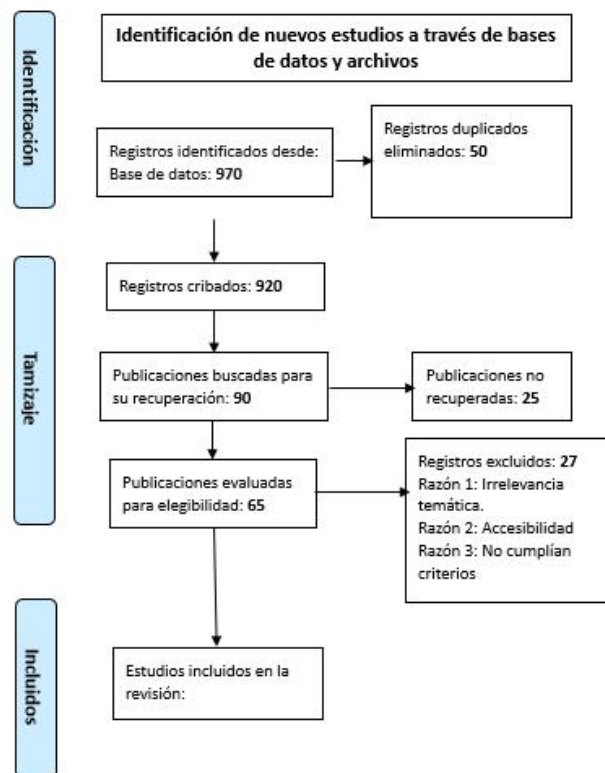 Identificación
Identificación de nuevos estudios a través de bases
de datos y archivos
Registros identificados desde:
Base de datos: 970
Registros duplicados
eliminados: 50
Tamizaje
Registros cribados: 920
Publicaciones buscadas para
su recuperación: 90
Publicaciones no
recuperadas: 25
Publicaciones evaluadas
para elegibilidad: 65
Registros excluidos: 27
Razón 1: Irrelevancia
temática.
Razón 2: Accesibilidad
Razón 3: No cumplían
criterios
Incluidos
Estudios incluidos en la
revisión: